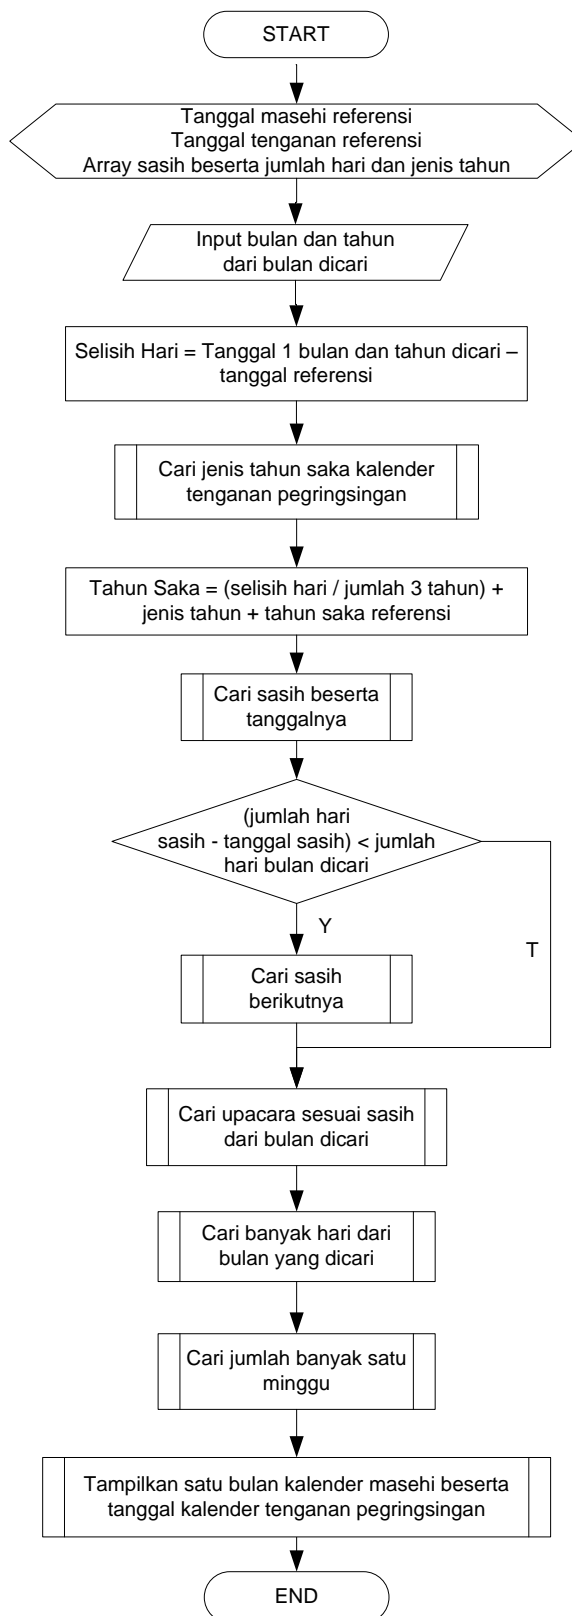 START
Tanggal masehi referensi
Tanggal tenganan referensi
Array sasih beserta jumlah hari dan jenis tahun
Input bulan dan tahun
dari bulan dicari
Selisih Hari = Tanggal 1 bulan dan tahun dicari –
tanggal referensi
Cari jenis tahun saka kalender
tenganan pegringsingan
Tahun Saka = (selisih hari / jumlah 3 tahun) +
jenis tahun + tahun saka referensi
Cari sasih beserta
tanggalnya
(jumlah hari
sasih - tanggal sasih) < jumlah
hari bulan dicari
Y
T
Cari sasih
berikutnya
Cari upacara sesuai sasih
dari bulan dicari
Cari banyak hari dari
bulan yang dicari
Cari jumlah banyak satu
minggu
Tampilkan satu bulan kalender masehi beserta
tanggal kalender tenganan pegringsingan
END